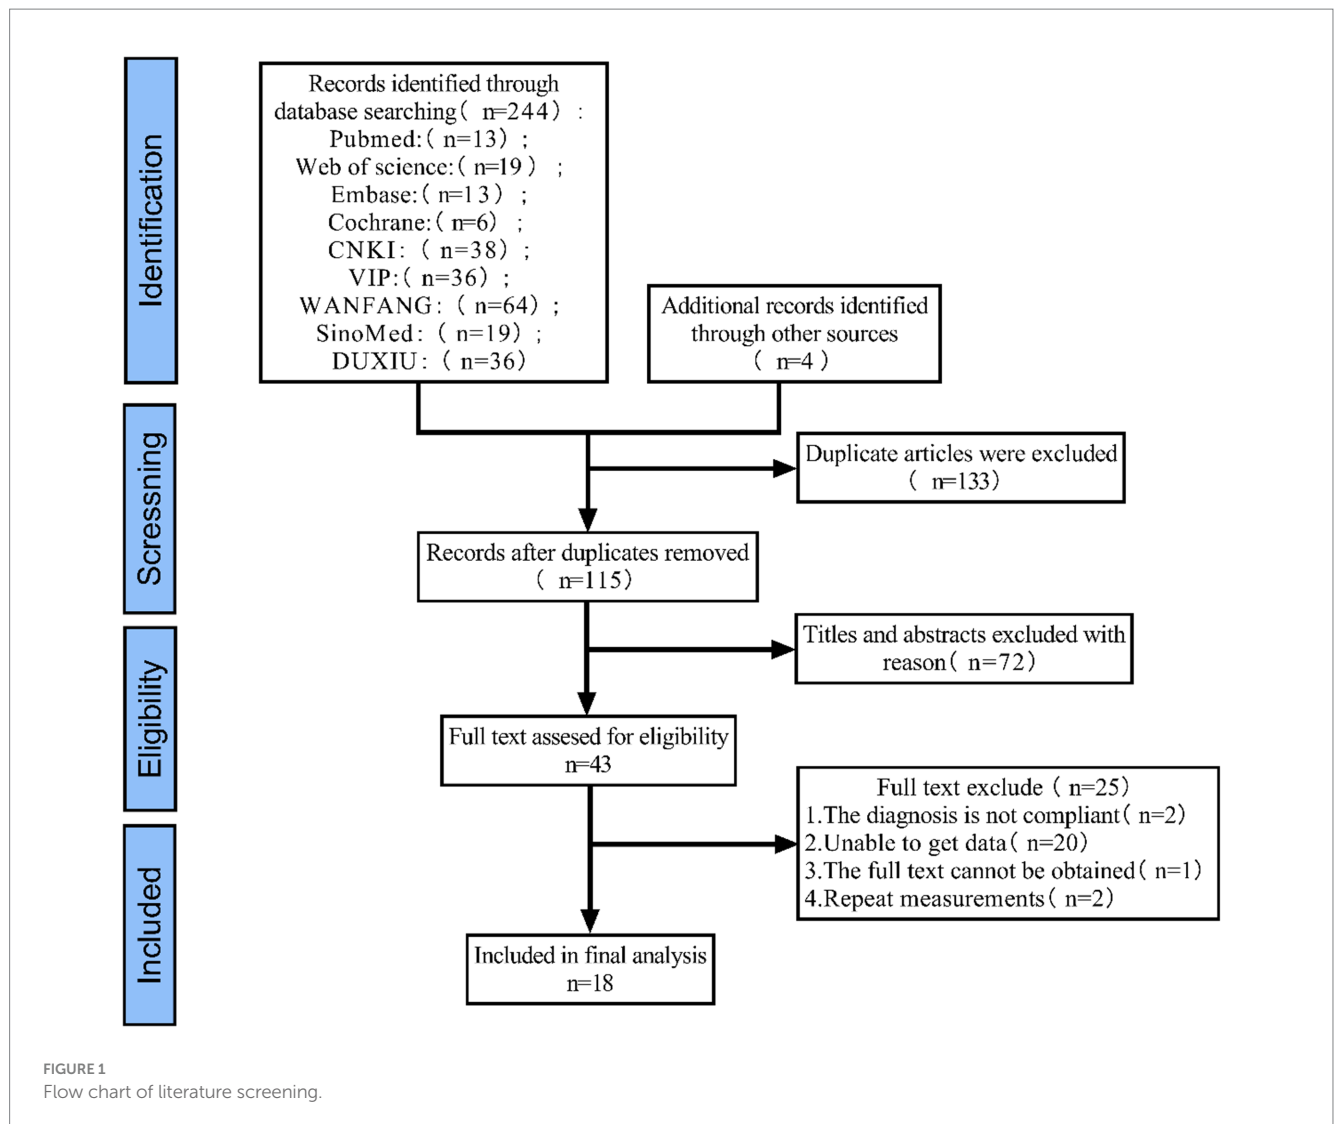 Identification
Records identified through
database searching( n=244) :
Pubmed:( n=13) ;
Web of science:( n=19) ;
Embase:( n=13) ;
Cochrane:( n=6) ;
CNKI: ( n=38) ;
VIP:( n=36) ;
WANFANG: ( n=64) ;
SinoMed: ( n=19) ;
DUXIU: ( n=36)
Additional records identified
through other sources
( n=4 )
Scressning
Duplicate articles were excluded
( n=133)
Records after duplicates removed
( n=115)
Titles and abstracts excluded with
reason( n=72)
Eligibility
Full text assesed for eligibility
n=43
Full text exclude ( n=25)
1.The diagnosis is not compliant( n=2)
2.Unable to get data( n=20)
3.The full text cannot be obtained( n=1)
4.Repeat measurements( n=2)
Included
Included in final analysis
n=18
FIGURE 1
Flow chart of literature screening.